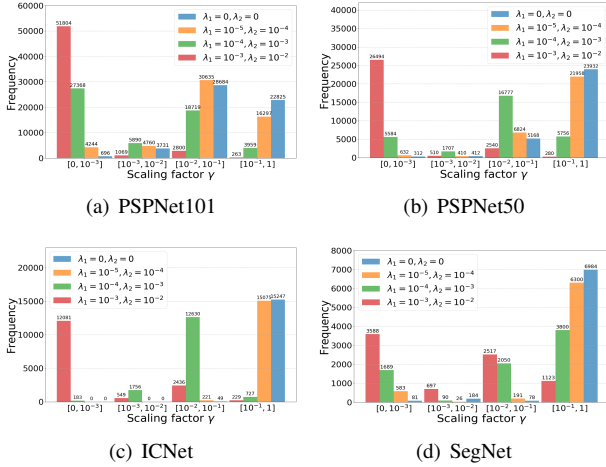 60000
50000
40000
30000
20000
10000
0
Frequency
51804
27368
4244
696
1069
5890
4760
3731
2800
18719
30635
28684
263
3959
16297
22825
λ₁ = 0, λ₂ = 0
λ₁ = 10⁻⁵, λ₂ = 10⁻⁴
λ₁ = 10⁻⁴, λ₂ = 10⁻³
λ₁ = 10⁻³, λ₂ = 10⁻²
[0, 10⁻³) [10⁻³, 10⁻²) [10⁻², 10⁻¹) [10⁻¹, 1]
Scaling factor γ
(a) PSPNet101
40000
35000
30000
25000
20000
15000
10000
5000
0
Frequency
26494
5584
632
312
510
1707
410
412
2540
16777
6824
5168
280
5756
21958
23932
λ₁ = 0, λ₂ = 0
λ₁ = 10⁻⁵, λ₂ = 10⁻⁴
λ₁ = 10⁻⁴, λ₂ = 10⁻³
λ₁ = 10⁻³, λ₂ = 10⁻²
[0, 10⁻³) [10⁻³, 10⁻²) [10⁻², 10⁻¹) [10⁻¹, 1]
Scaling factor γ
(b) PSPNet50
20000
15000
10000
5000
0
Frequency
12081
183
0
0
549
1756
0
0
2436
12630
221
49
229
727
15075
15247
λ₁ = 0, λ₂ = 0
λ₁ = 10⁻⁵, λ₂ = 10⁻⁴
λ₁ = 10⁻⁴, λ₂ = 10⁻³
λ₁ = 10⁻³, λ₂ = 10⁻²
[0, 10⁻³) [10⁻³, 10⁻²) [10⁻², 10⁻¹) [10⁻¹, 1]
Scaling factor γ
(c) ICNet
8000
7000
6000
5000
4000
3000
2000
1000
0
Frequency
3588
1689
583
81
697
90
26
184
2517
2050
191
78
1123
3800
6300
6984
λ₁ = 0, λ₂ = 0
λ₁ = 10⁻⁵, λ₂ = 10⁻⁴
λ₁ = 10⁻⁴, λ₂ = 10⁻³
λ₁ = 10⁻³, λ₂ = 10⁻²
[0, 10⁻³) [10⁻³, 10⁻²) [10⁻², 10⁻¹) [10⁻¹, 1]
Scaling factor γ
(d) SegNet